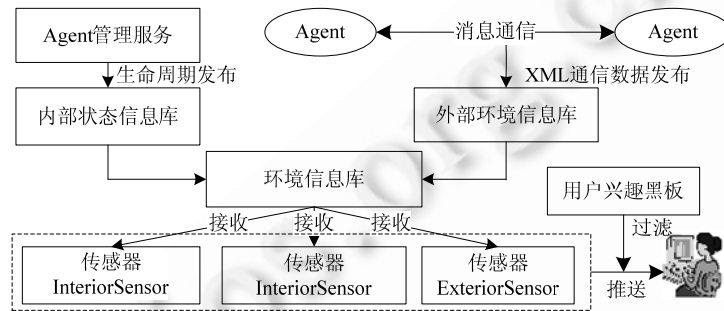 Agent管理服务
Agent
消息通信
Agent
生命周期发布
XML通信数据发布
内部状态信息库
外部环境信息库
环境信息库
用户兴趣黑板
接收
接收
接收
过滤
传感器
InteriorSensor
传感器
InteriorSensor
传感器
ExteriorSensor
推送